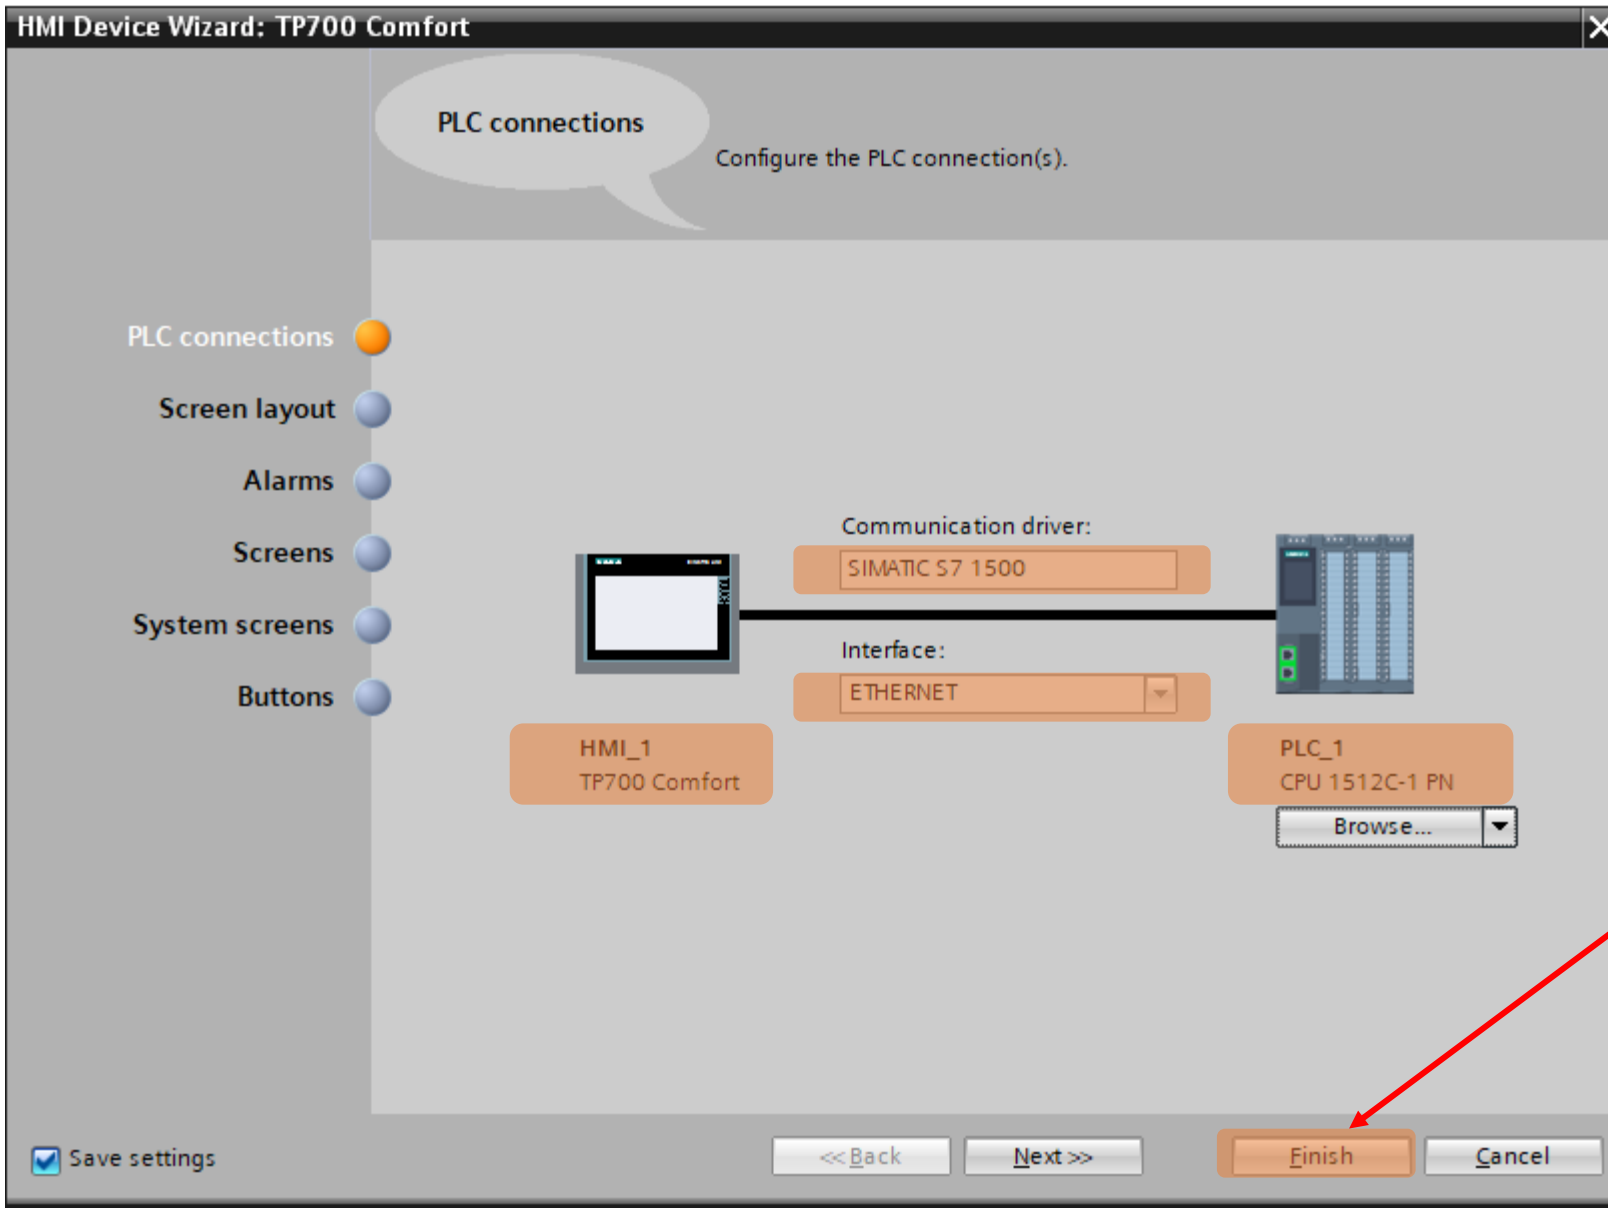 HMI Device Wizard: TP700 Comfort
PLC connections
Configure the PLC connection(s).
PLC connections
Screen layout
Alarms
Screens
System screens
Buttons
Communication driver:
SIMATIC S7 1500
Interface:
ETHERNET
HMI_1
TP700 Comfort
PLC_1
CPU 1512C-1 PN
Browse...
Save settings
<< Back
Next >>
Finish
Cancel